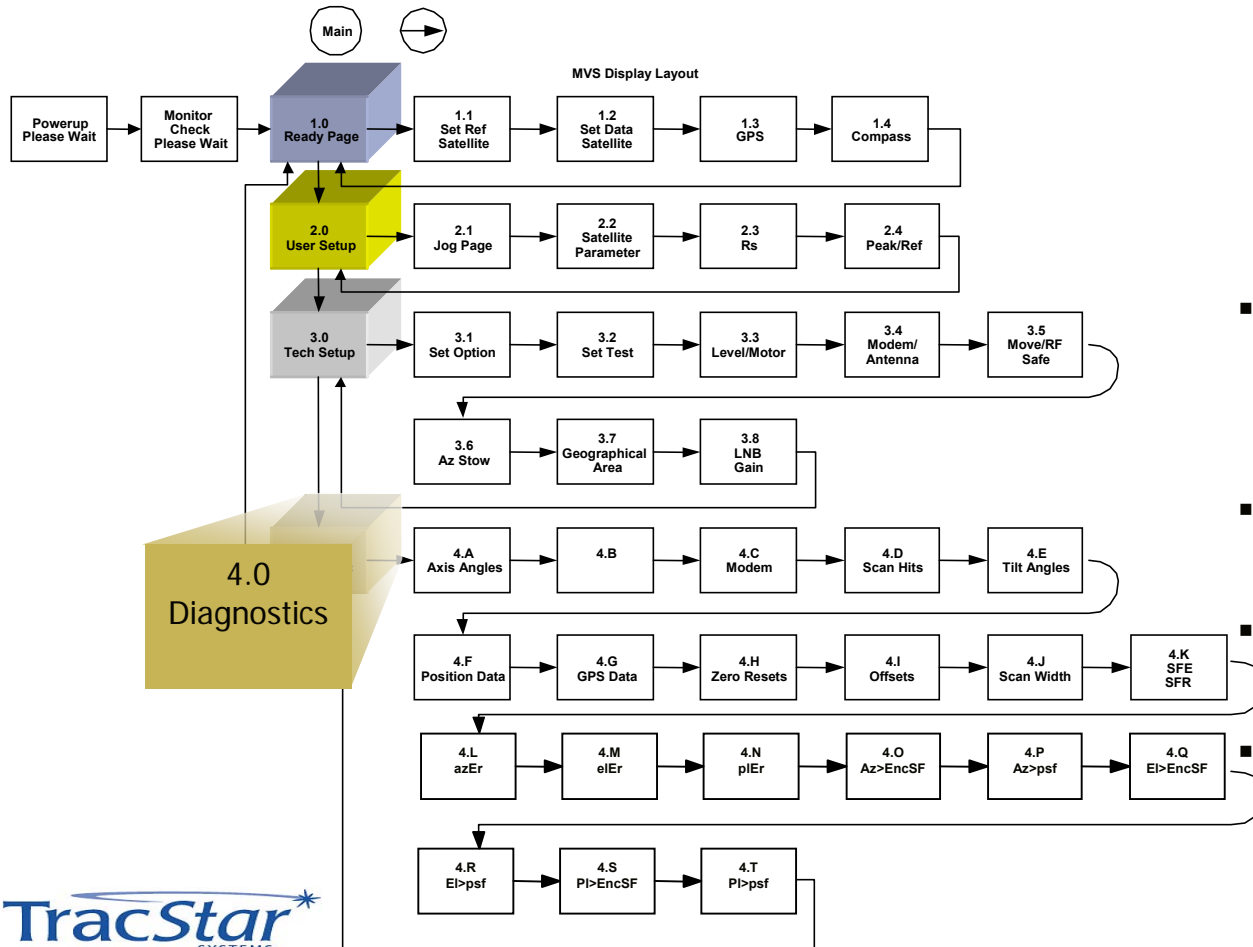 Main
MVS Display Layout
Powerup
Please Wait
Monitor
Check
Please Wait
1.0
Ready Page
1.1
Set Ref
Satellite
1.2
Set Data
Satellite
1.3
GPS
1.4
Compass
2.0
User Setup
2.1
Jog Page
2.2
Satellite
Parameter
2.3
Rs
2.4
Peak/Ref
3.0
Tech Setup
3.1
Set Option
3.2
Set Test
3.3
Level/Motor
3.4
Modem/
Antenna
3.5
Move/RF
Safe
3.6
Az Stow
3.7
Geographical
Area
3.8
LNB
Gain
4.0
Diagnostics
4.A
Axis Angles
4.B
4.C
Modem
4.D
Scan Hits
4.E
Tilt Angles
4.F
Position Data
4.G
GPS Data
4.H
Zero Resets
4.I
Offsets
4.J
Scan Width
4.K
SFE
SFR
4.L
azEr
4.M
elEr
4.N
plEr
4.O
Az>EncSF
4.P
Az>psf
4.Q
El>EncSF
4.R
El>psf
4.S
Pl>EncSF
4.T
Pl>psf
TracStar
SYSTEMS